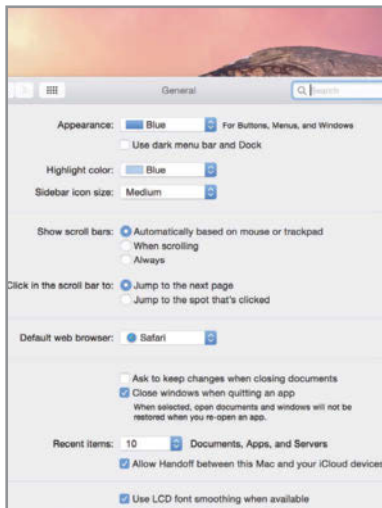 General
Search
Appearance: Blue For Buttons, Menus, and Windows
Use dark menu bar and Dock
Highlight color: Blue
Sidebar icon size: Medium
Show scroll bars: Automatically based on mouse or trackpad
When scrolling
Always
Click in the scroll bar to: Jump to the next page
Jump to the spot that's clicked
Default web browser: Safari
Ask to keep changes when closing documents
Close windows when quitting an app
When selected, open documents and windows will not be
restored when you re-open an app.
Recent items: 10 Documents, Apps, and Servers
Allow Handoff between this Mac and your iCloud devices
Use LCD font smoothing when available